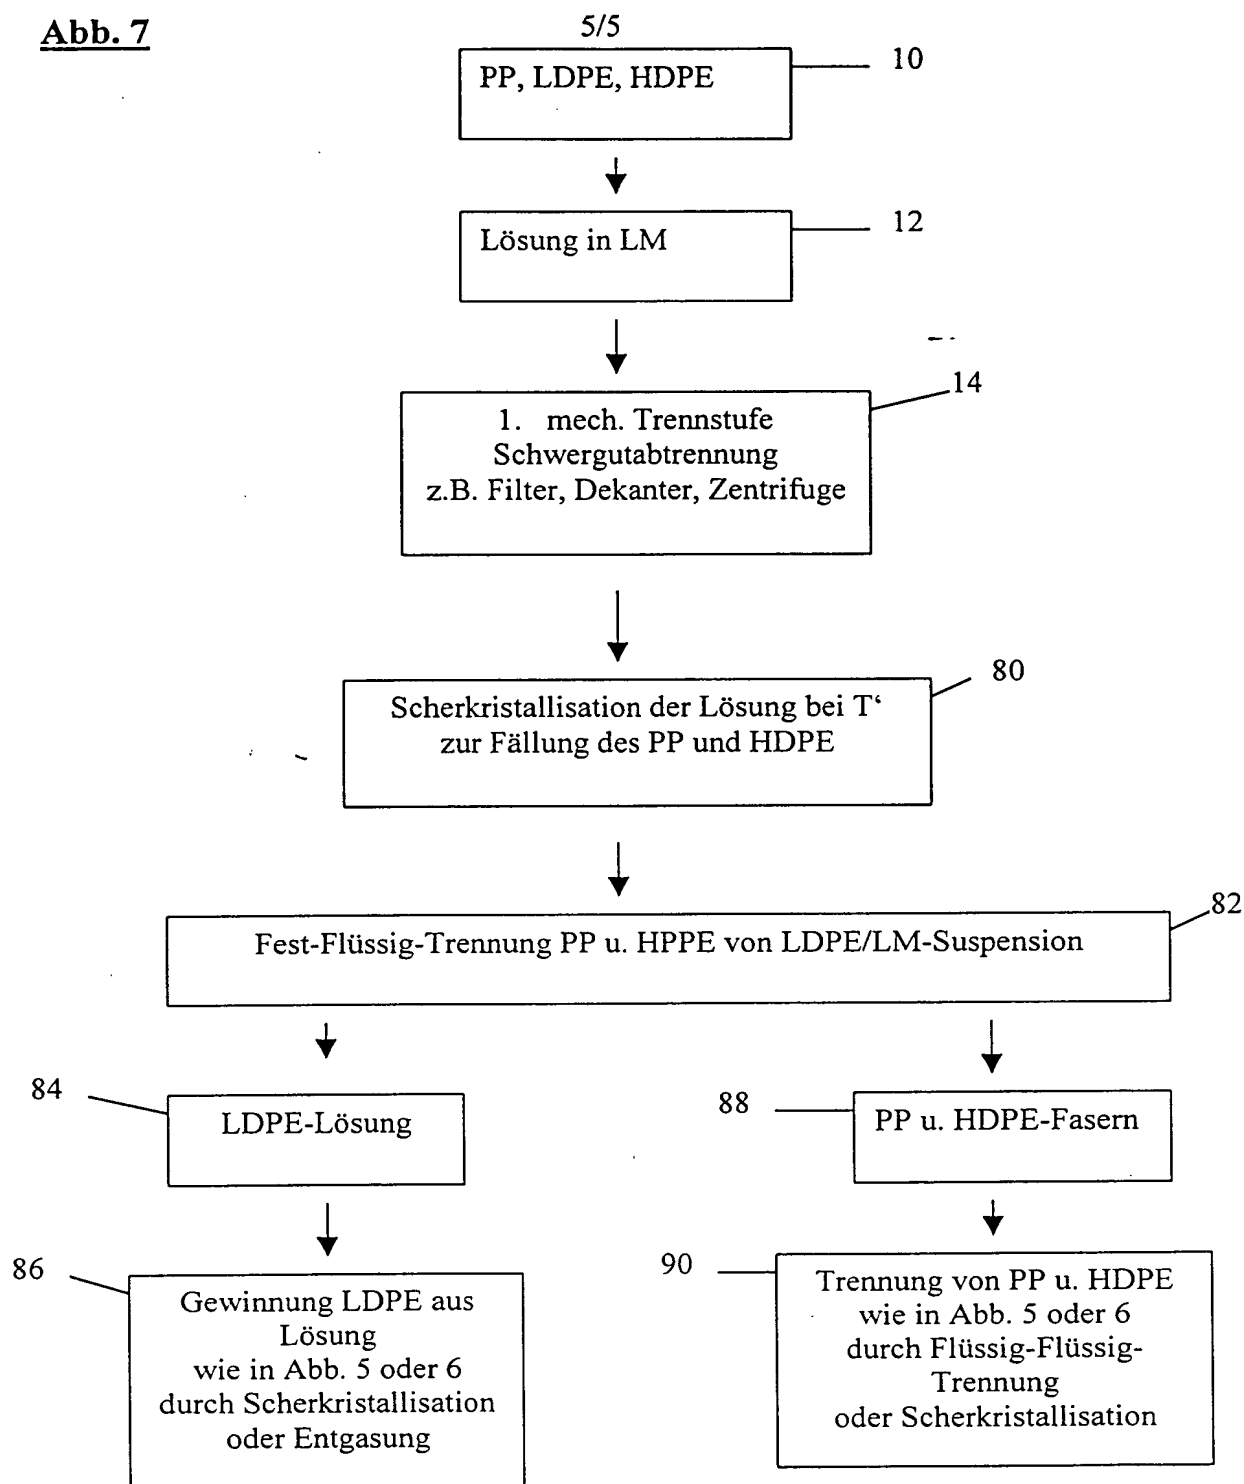 Abb. 7
5/5
PP, LDPE, HDPE
10
Lösung in LM
12
14
1. mech. Trennstufe
Schwergutabtrennung
z.B. Filter, Dekanter, Zentrifuge
80
Scherkristallisation der Lösung bei T‘
zur Fällung des PP und HDPE
82
Fest-Flüssig-Trennung PP u. HPPE von LDPE/LM-Suspension
84
LDPE-Lösung
88
PP u. HDPE-Fasern
86
Gewinnung LDPE aus
Lösung
wie in Abb. 5 oder 6
durch Scherkristallisation
oder Entgasung
90
Trennung von PP u. HDPE
wie in Abb. 5 oder 6
durch Flüssig-Flüssig-
Trennung
oder Scherkristallisation